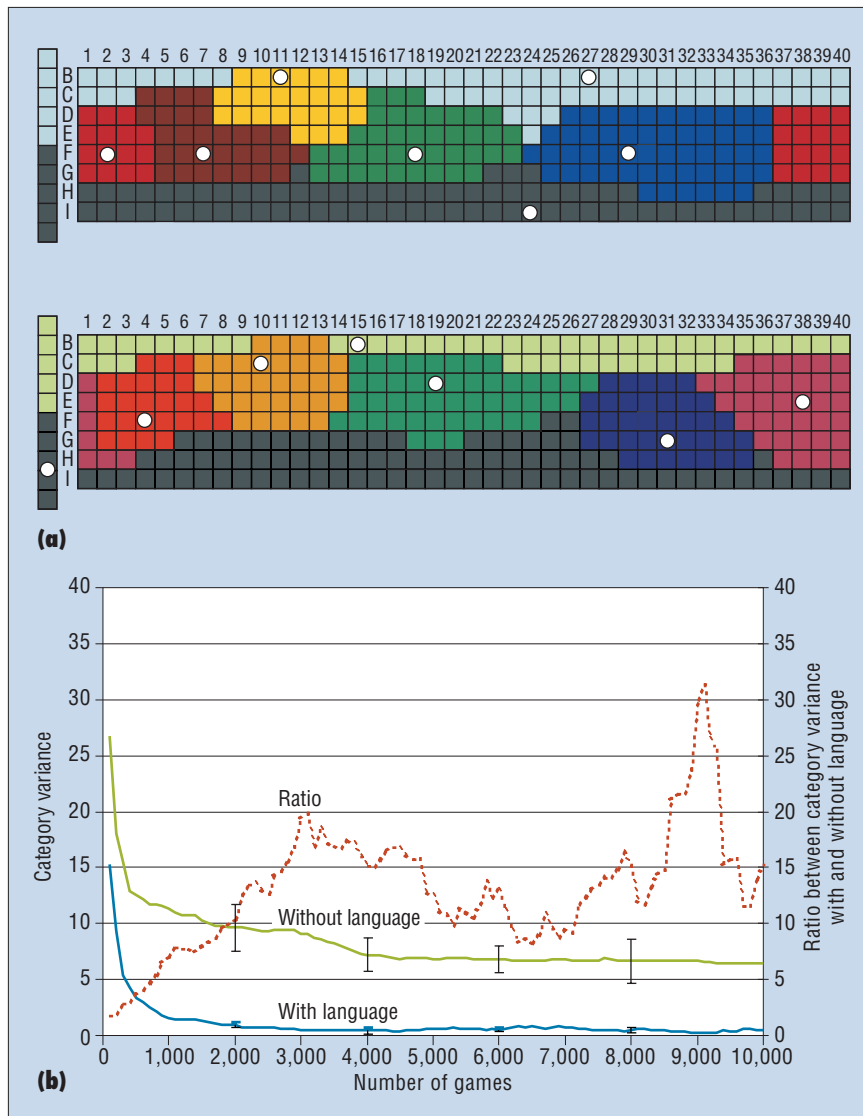 1 2 3 4 5 6 7 8 9 10 11 12 13 14 15 16 17 18 19 20 21 22 23 24 25 26 27 28 29 30 31 32 33 34 35 36 37 38 39 40
B
C
D
E
F
G
H
I
1 2 3 4 5 6 7 8 9 10 11 12 13 14 15 16 17 18 19 20 21 22 23 24 25 26 27 28 29 30 31 32 33 34 35 36 37 38 39 40
B
C
D
E
F
G
H
I
(a)
40 40
35 35
30 30
25 25
20 20
15 15
10 10
5 5
0 0
Category variance
Ratio between category variance
with and without language
Ratio
Without language
With language
0 1,000 2,000 3,000 4,000 5,000 6,000 7,000 8,000 9,000 10,000
Number of games
(b)